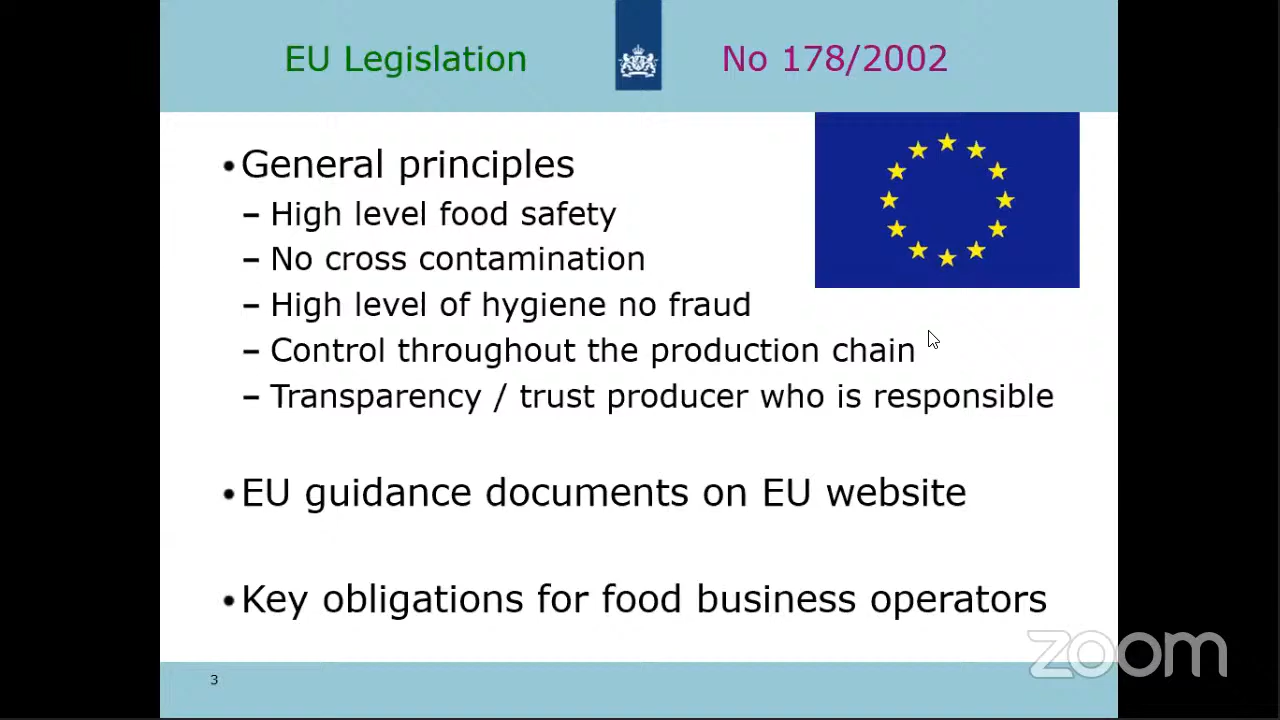 EU Legislation
No 178/2002
• General principles
– High level food safety
– No cross contamination
– High level of hygiene no fraud
– Control throughout the production chain
– Transparency / trust producer who is responsible
• EU guidance documents on EU website
• Key obligations for food business operators
zoom
3